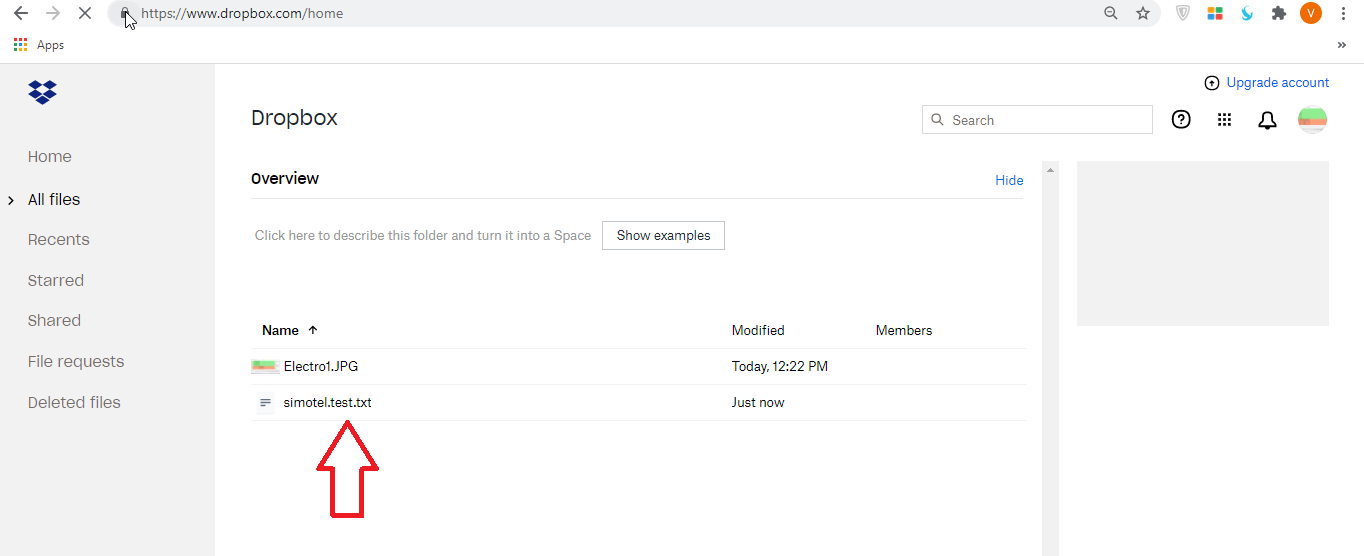 https://www.dropbox.com/home
V
Apps
»
Upgrade account
Dropbox
Search
Home
All files
Recents
Starred
Shared
File requests
Deleted files
Overview
Hide
Click here to describe this folder and turn it into a Space
Show examples
Name Modified Members
Electro1.JPG Today, 12:22 PM
simotel.test.txt Just now